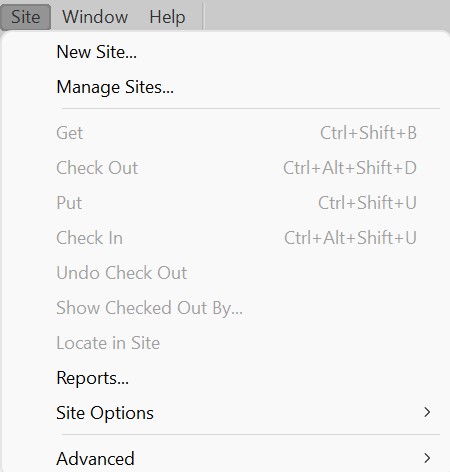 Site Window Help
New Site...
Manage Sites...
Get Ctrl+Shift+B
Check Out Ctrl+Alt+Shift+D
Put Ctrl+Shift+U
Check In Ctrl+Alt+Shift+U
Undo Check Out
Show Checked Out By...
Locate in Site
Reports...
Site Options
Advanced